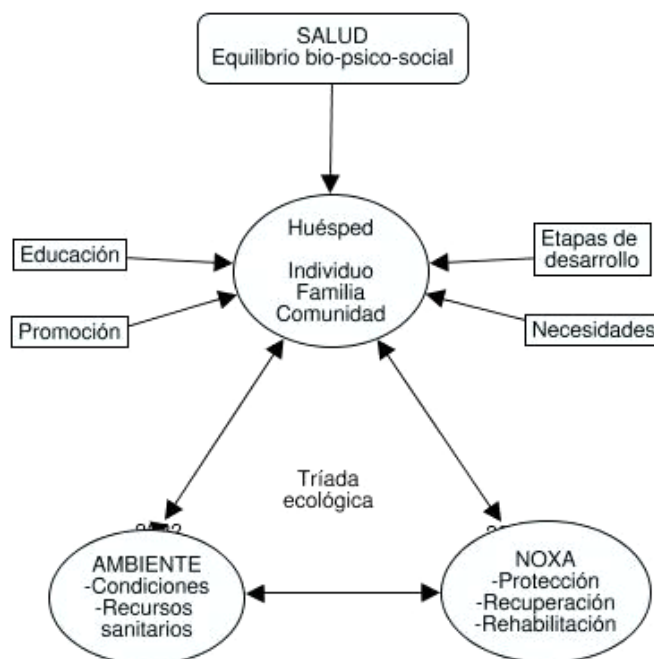 SALUD
Equilibrio bio-psico-social
Huésped
Individuo
Familia
Comunidad
Educación
Promoción
Etapas de
desarrollo
Necesidades
Tríada
ecológica
AMBIENTE
-Condiciones
-Recursos
sanitarios
NOXA
-Protección
-Recuperación
-Rehabilitación